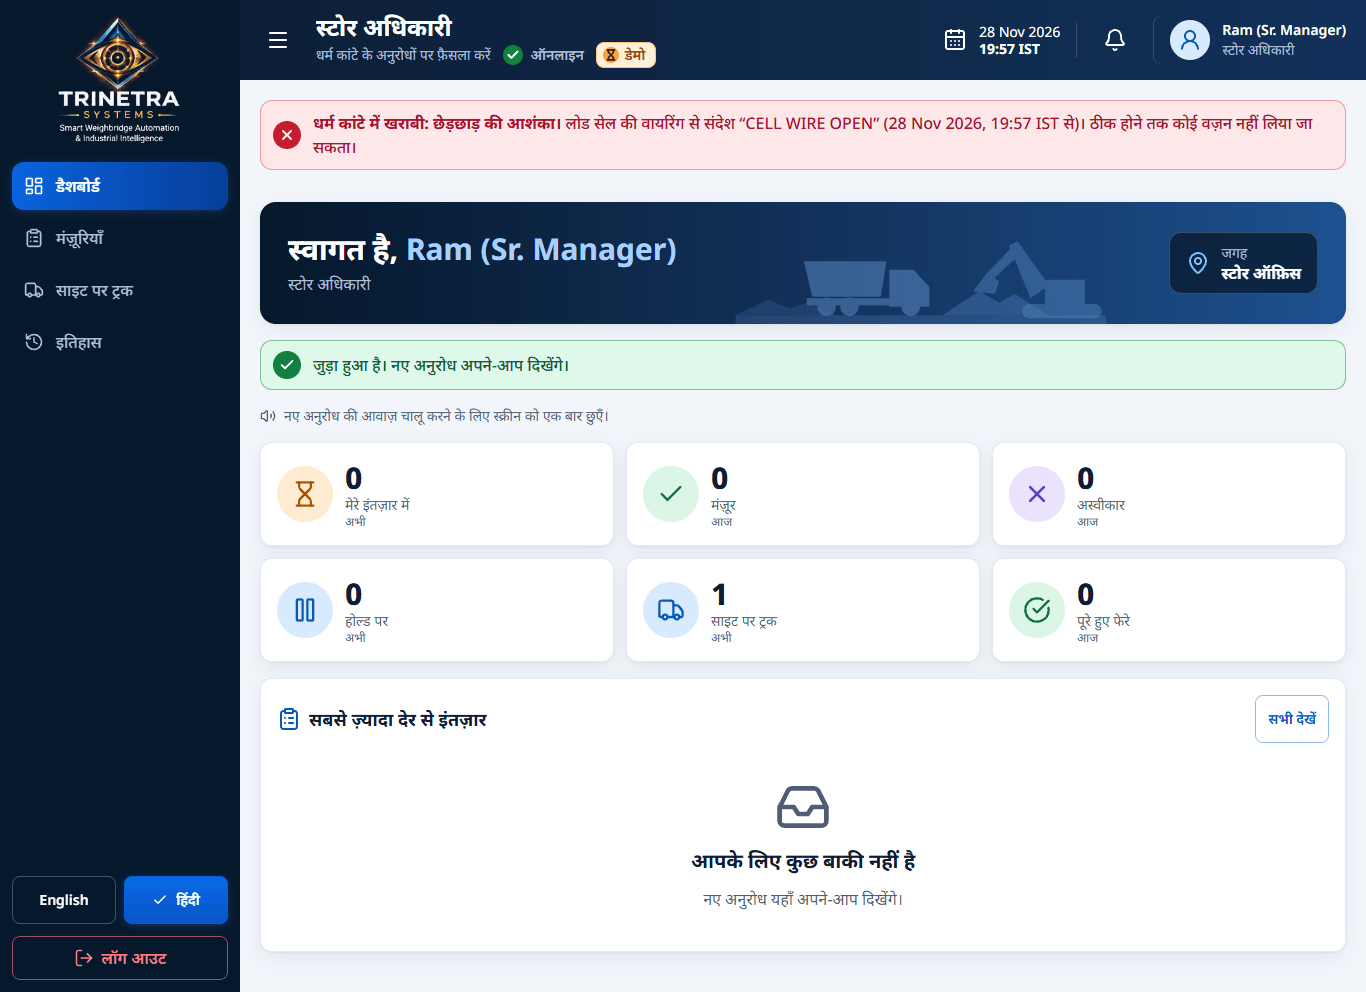 TRINETRA
SYSTEMS
Smart Weighbridge Automation
& Industrial Intelligence
डैशबोर्ड
मंज़ूरियाँ
साइट पर ट्रक
इतिहास
English
हिंदी
लॉग आउट
स्टोर अधिकारी
धर्म कांटे के अनुरोधों पर फ़ैसला करें
ऑनलाइन
डेमो
28 Nov 2026
19:57 IST
Ram (Sr. Manager)
स्टोर अधिकारी
धर्म कांटे में खराबी: छेड़छाड़ की आशंका। लोड सेल की वायरिंग से संदेश “CELL WIRE OPEN” (28 Nov 2026, 19:57 IST से)। ठीक होने तक कोई वज़न नहीं लिया जा
सकता।
स्वागत है, Ram (Sr. Manager)
स्टोर अधिकारी
जगह
स्टोर ऑफ़िस
जुड़ा हुआ है। नए अनुरोध अपने-आप दिखेंगे।
नए अनुरोध की आवाज़ चालू करने के लिए स्क्रीन को एक बार छुएँ।
0
मेरे इंतज़ार में
अभी
0
मंज़ूर
आज
0
अस्वीकार
आज
0
होल्ड पर
अभी
1
साइट पर ट्रक
अभी
0
पूरे हुए फेरे
आज
सबसे ज़्यादा देर से इंतज़ार
सभी देखें
आपके लिए कुछ बाकी नहीं है
नए अनुरोध यहाँ अपने-आप दिखेंगे।